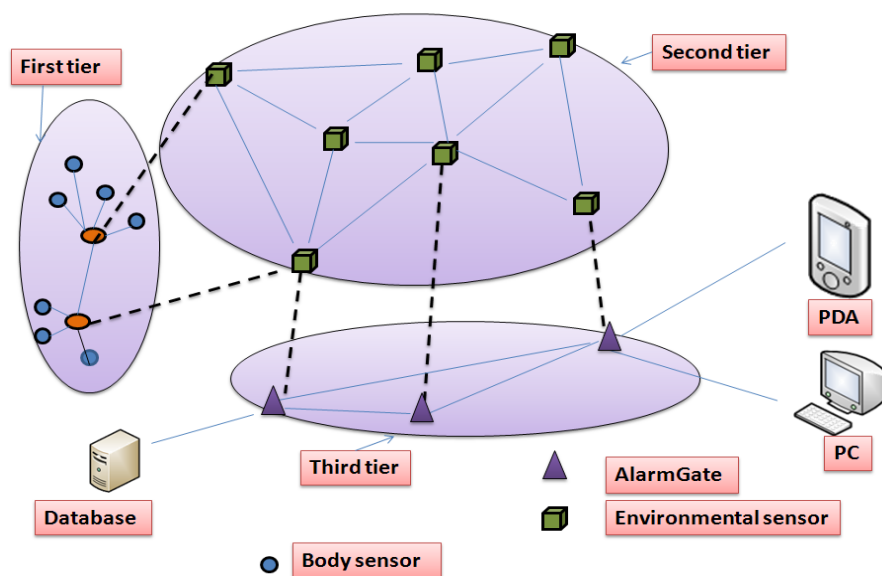 First tier
Second tier
PDA
PC
Third tier
Database
AlarmGate
Environmental sensor
Body sensor